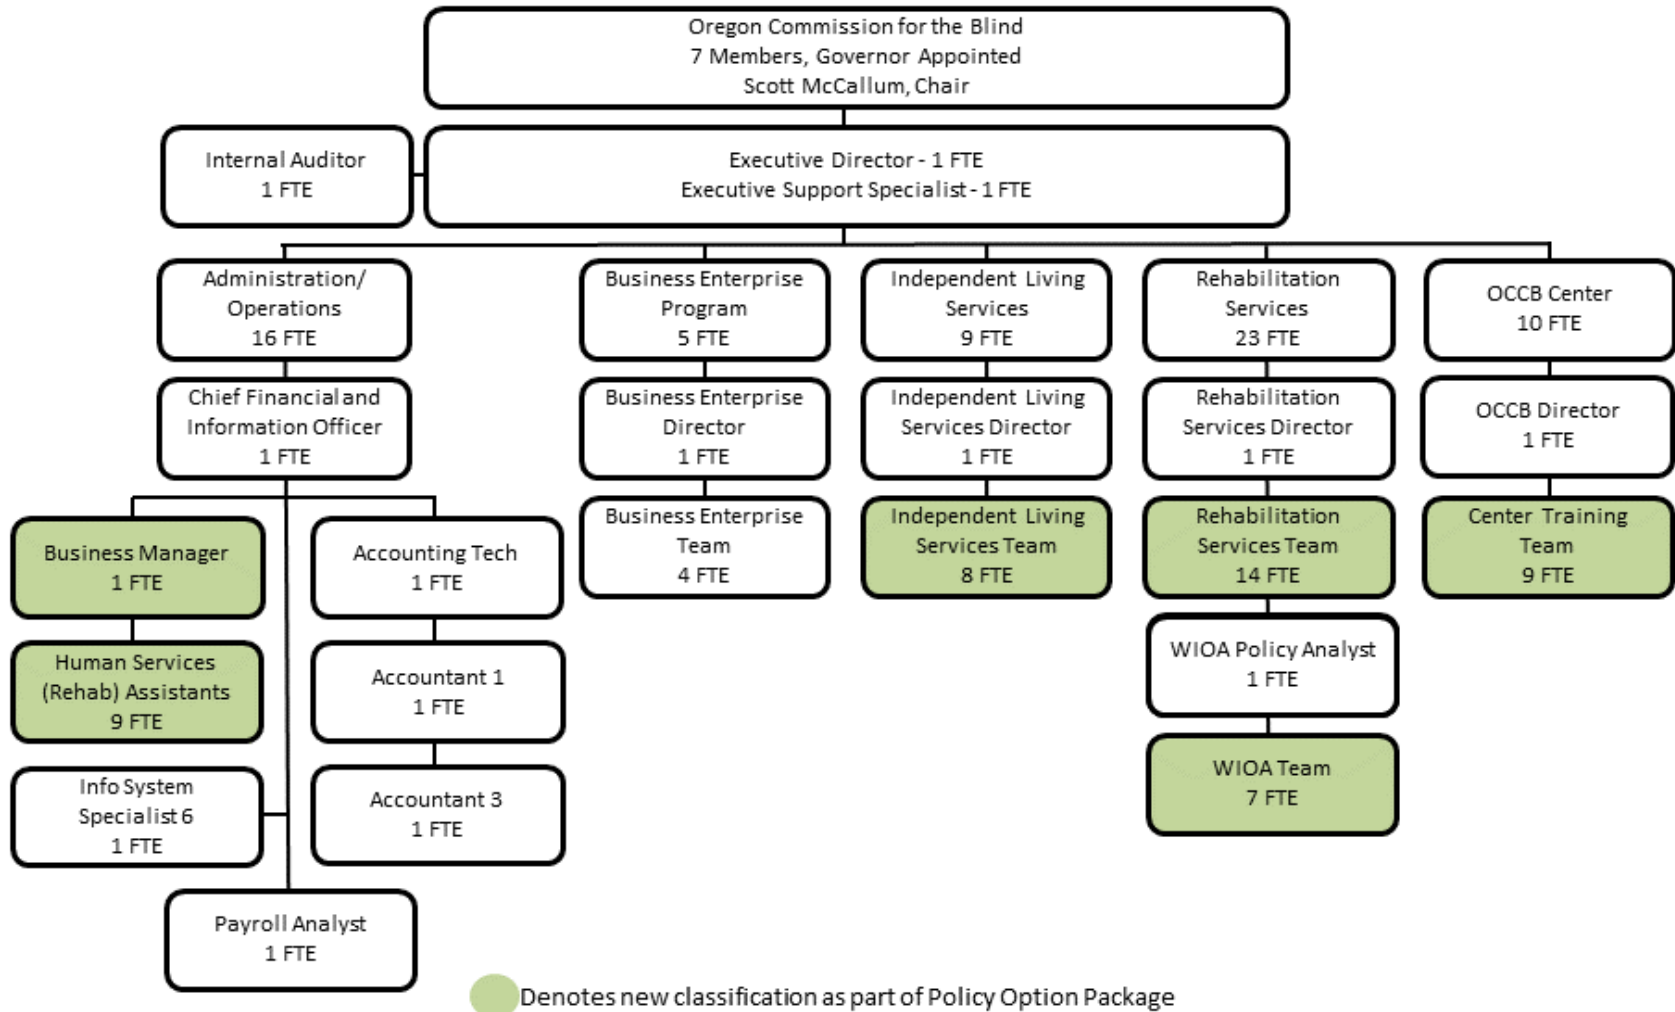 Oregon Commission for the Blind
7 Members, Governor Appointed
Scott McCallum, Chair
Internal Auditor
1 FTE
Executive Director - 1 FTE
Executive Support Specialist - 1 FTE
Administration/
Operations
16 FTE
Business Enterprise
Program
5 FTE
Independent Living
Services
9 FTE
Rehabilitation
Services
23 FTE
OCCB Center
10 FTE
Chief Financial and
Information Officer
1 FTE
Business Enterprise
Director
1 FTE
Independent Living
Services Director
1 FTE
Rehabilitation
Services Director
1 FTE
OCCB Director
1 FTE
Business Manager
1 FTE
Accounting Tech
1 FTE
Business Enterprise
Team
4 FTE
Independent Living
Services Team
8 FTE
Rehabilitation
Services Team
14 FTE
Center Training
Team
9 FTE
Human Services
(Rehab) Assistants
9 FTE
Accountant 1
1 FTE
WIOA Policy Analyst
1 FTE
Info System
Specialist 6
1 FTE
Accountant 3
1 FTE
WIOA Team
7 FTE
Payroll Analyst
1 FTE
Denotes new classification as part of Policy Option Package